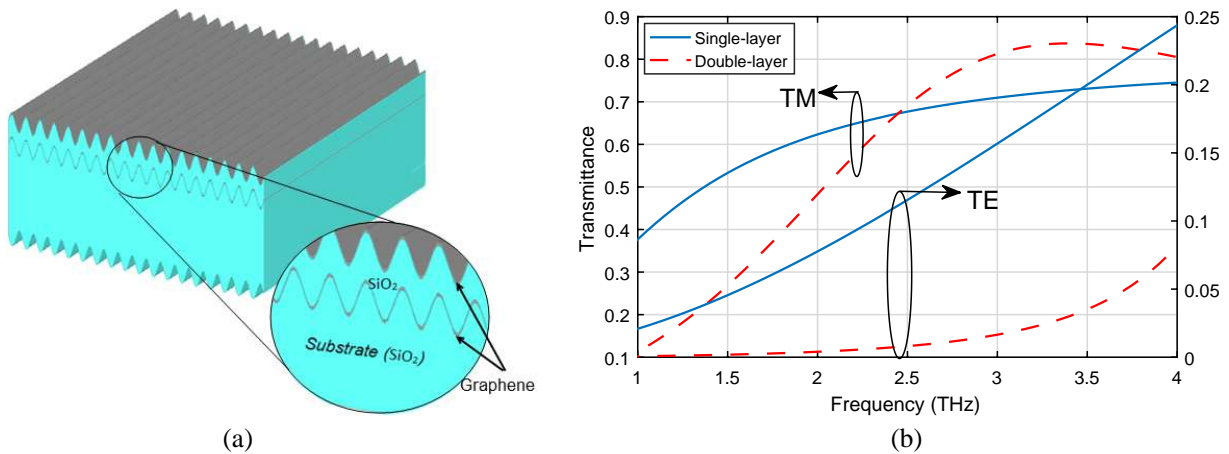 SiO₂
Substrate (SiO₂)
Graphene
(a)
Single-layer
Double-layer
TM
TE
Transmittance
0.9
0.8
0.7
0.6
0.5
0.4
0.3
0.2
0.1
0.25
0.2
0.15
0.1
0.05
0
1 1.5 2 2.5 3 3.5 4
Frequency (THz)
(b)